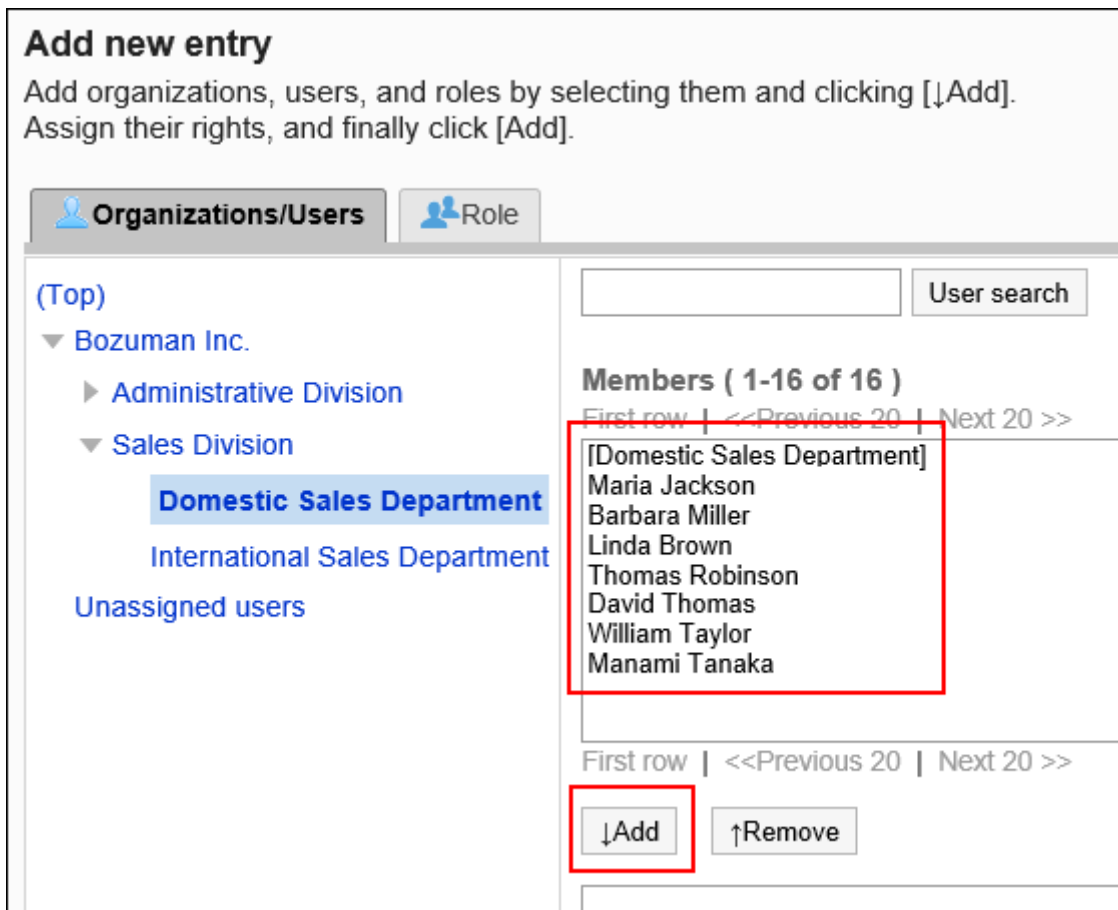 Add new entry
Add organizations, users, and roles by selecting them and clicking [↓Add].
Assign their rights, and finally click [Add].
Organizations/Users
Role
(Top)
Bozuman Inc.
Administrative Division
Sales Division
Domestic Sales Department
International Sales Department
Unassigned users
User search
Members ( 1-16 of 16 )
First row | <<Previous 20 | Next 20 >>
[Domestic Sales Department]
Maria Jackson
Barbara Miller
Linda Brown
Thomas Robinson
David Thomas
William Taylor
Manami Tanaka
First row | <<Previous 20 | Next 20 >>
↓Add ↑Remove